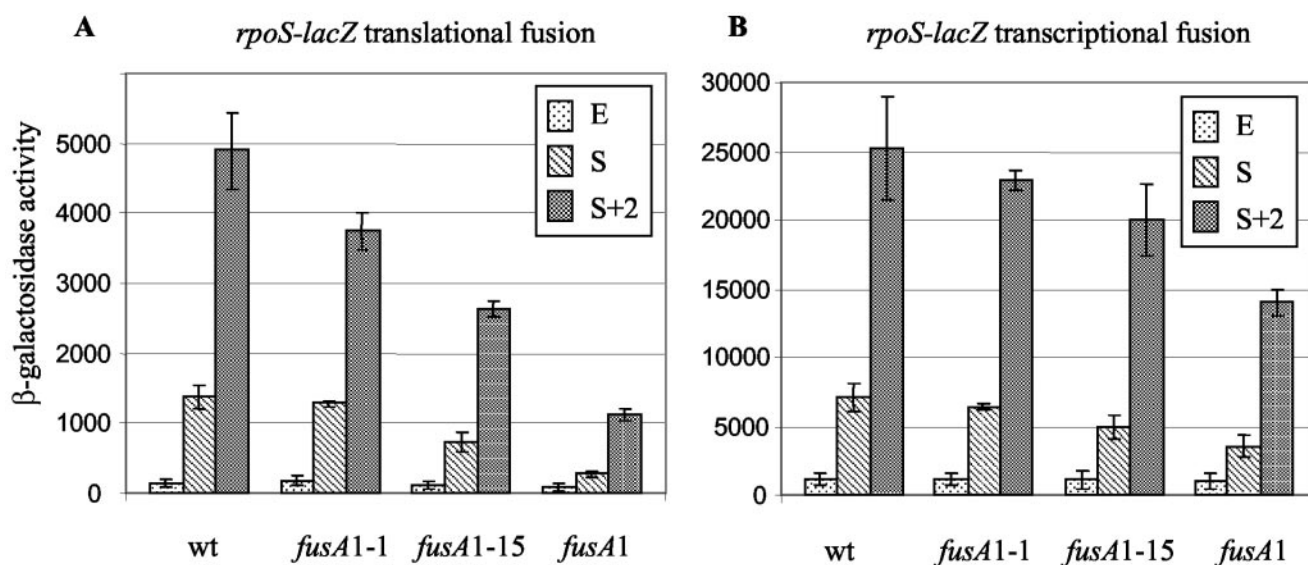 A rpoS-lacZ translational fusion
β-galactosidase activity
5000
4000
3000
2000
1000
0
E
S
S+2
wt fusA1-1 fusA1-15 fusA1
B rpoS-lacZ transcriptional fusion
30000
25000
20000
15000
10000
5000
0
E
S
S+2
wt fusA1-1 fusA1-15 fusA1